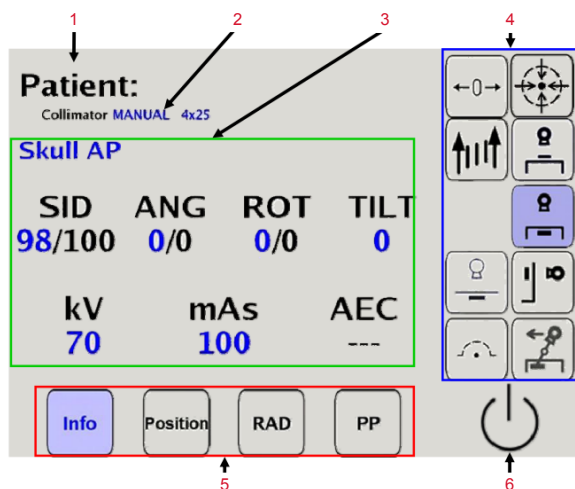 1 2 3 4
Patient:
Collimator MANUAL 4x25
Skull AP
SID ANG ROT TILT
98/100 0/0 0/0 0
kV mAs AEC
70 100 ---
←0→
Info Position RAD PP
5 6